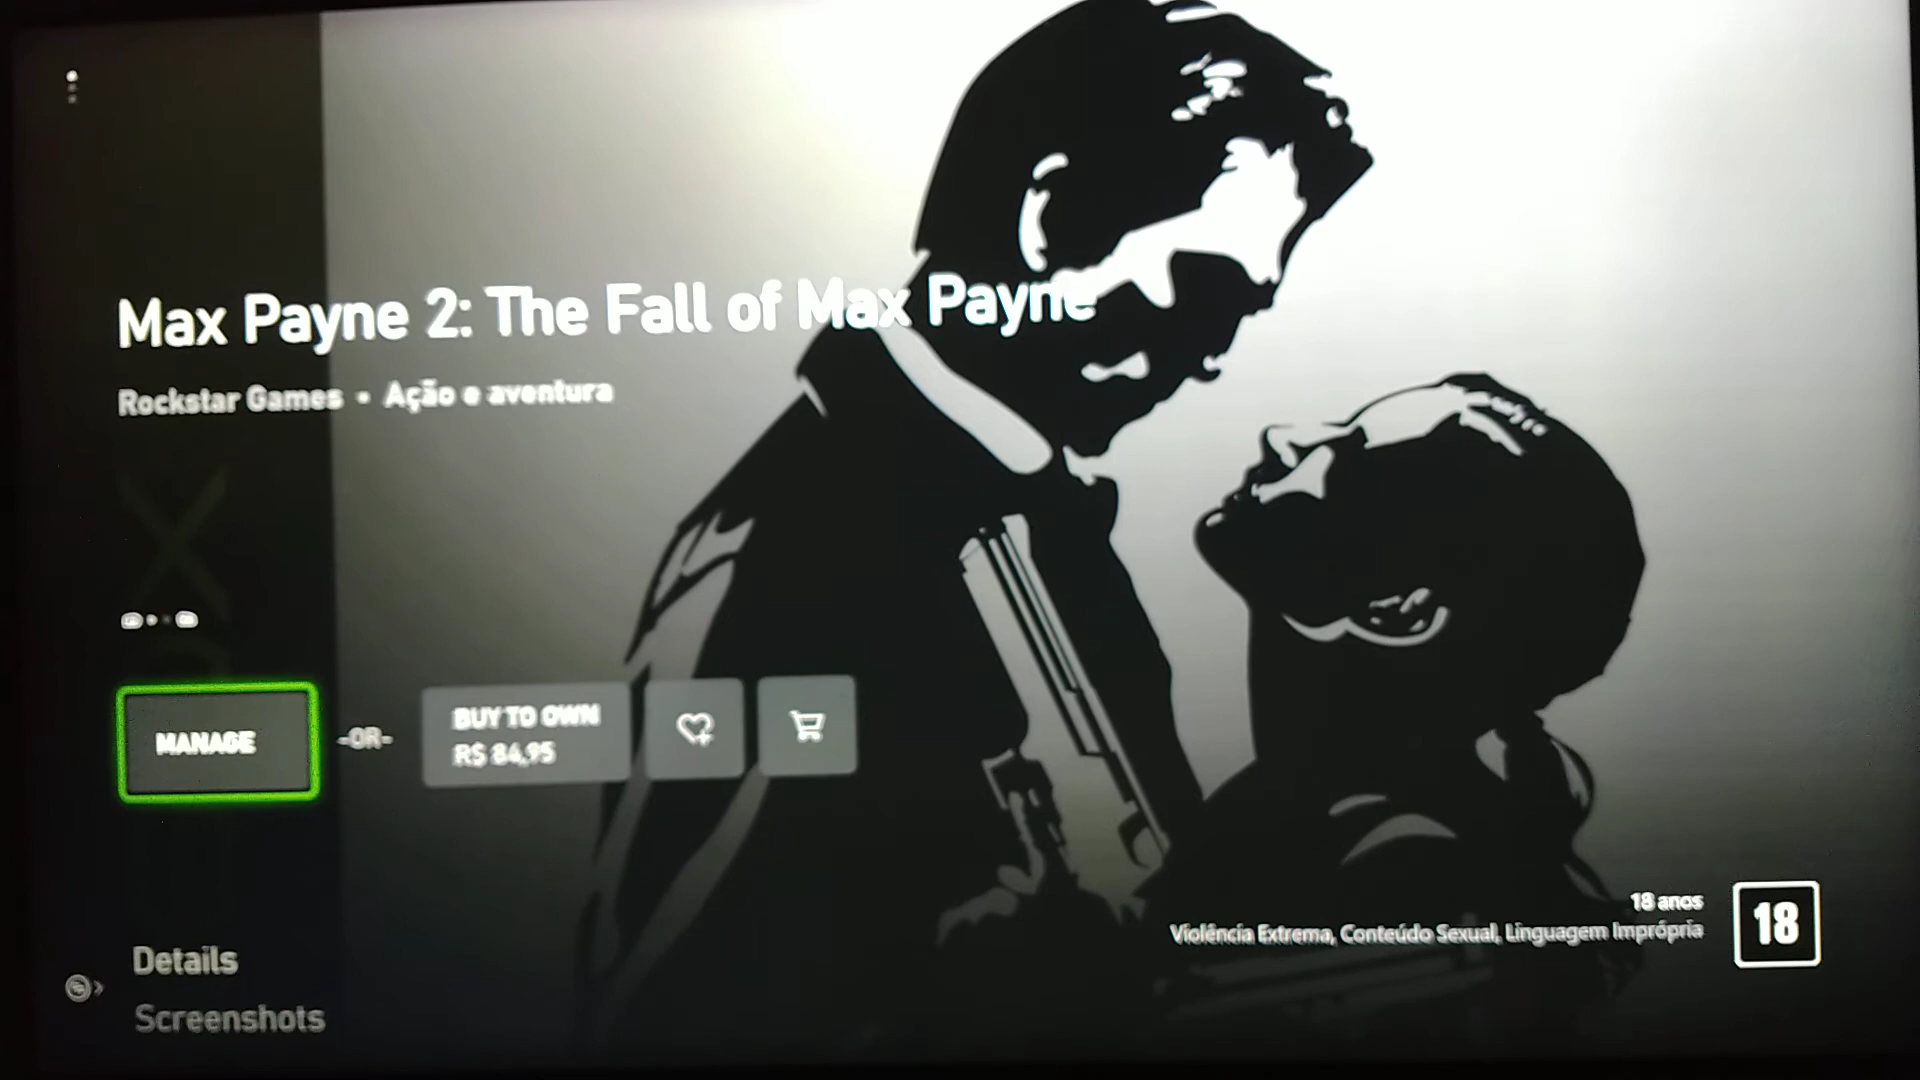 Max Payne 2: The Fall of Max Payne
Rockstar Games • Ação e aventura
MANAGE
-OR-
BUY TO OWN
R$ 84,95
18 anos
Violência Extrema, Conteúdo Sexual, Linguagem Imprópria
18
Details
Screenshots